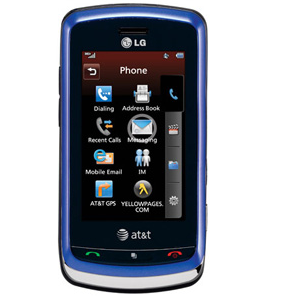 LG
Phone
Dialing
Address Book
Recent Calls
Messaging
Mobile Email
IM
AT&T GPS
YELLOWPAGES.
COM
at&t